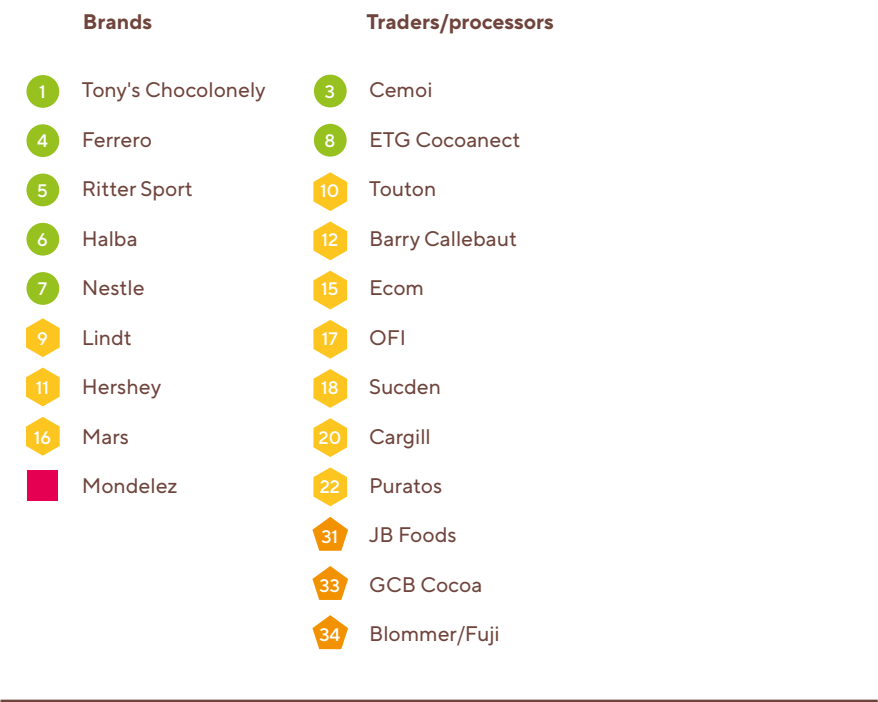 Brands Traders/processors
1 Tony's Chocolonely 3 Cemoi
4 Ferrero 8 ETG Cocoanect
5 Ritter Sport 10 Touton
6 Halba 12 Barry Callebaut
7 Nestle 15 Ecom
9 Lindt 17 OFI
11 Hershey 18 Sucden
16 Mars 20 Cargill
Mondelez 22 Puratos
31 JB Foods
33 GCB Cocoa
34 Blommer/Fuji